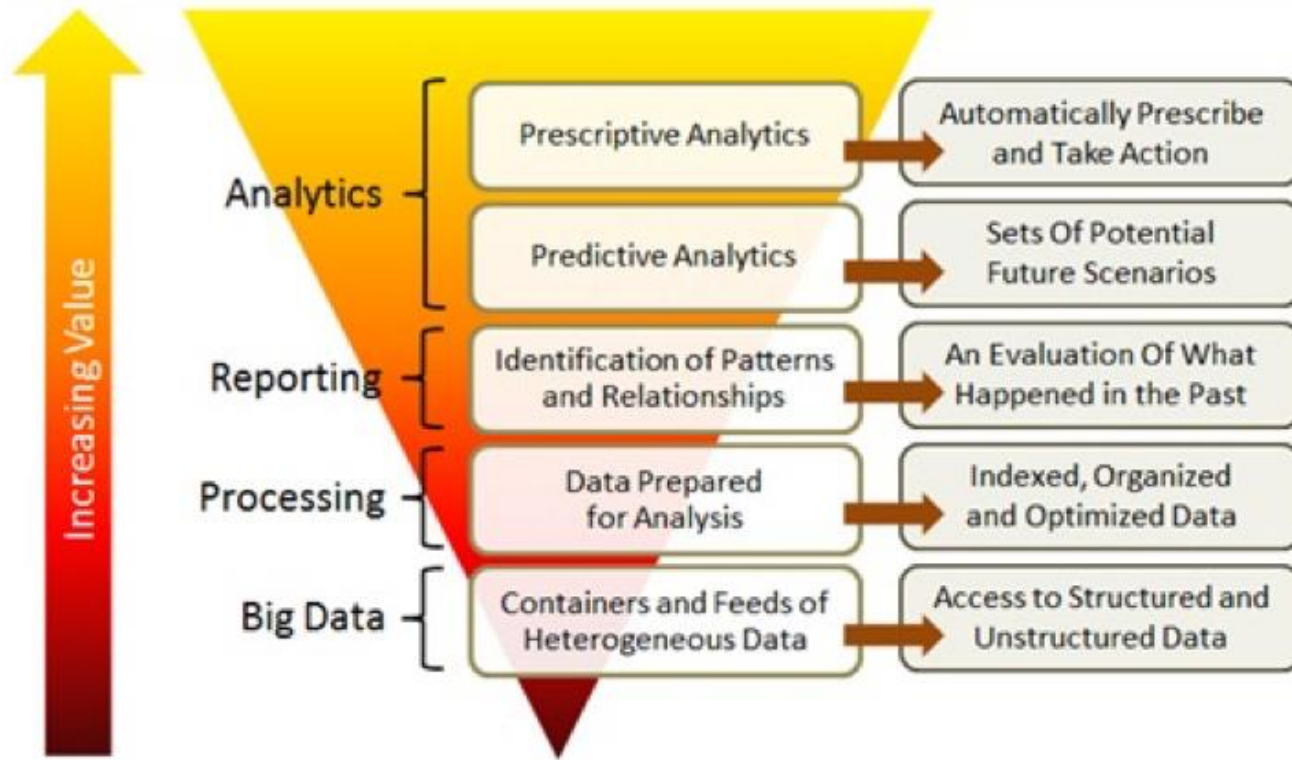 Increasing Value
Analytics
Prescriptive Analytics
Automatically Prescribe
and Take Action
Predictive Analytics
Sets Of Potential
Future Scenarios
Reporting
Identification of Patterns
and Relationships
An Evaluation Of What
Happened in the Past
Processing
Data Prepared
for Analysis
Indexed, Organized
and Optimized Data
Big Data
Containers and Feeds of
Heterogeneous Data
Access to Structured and
Unstructured Data